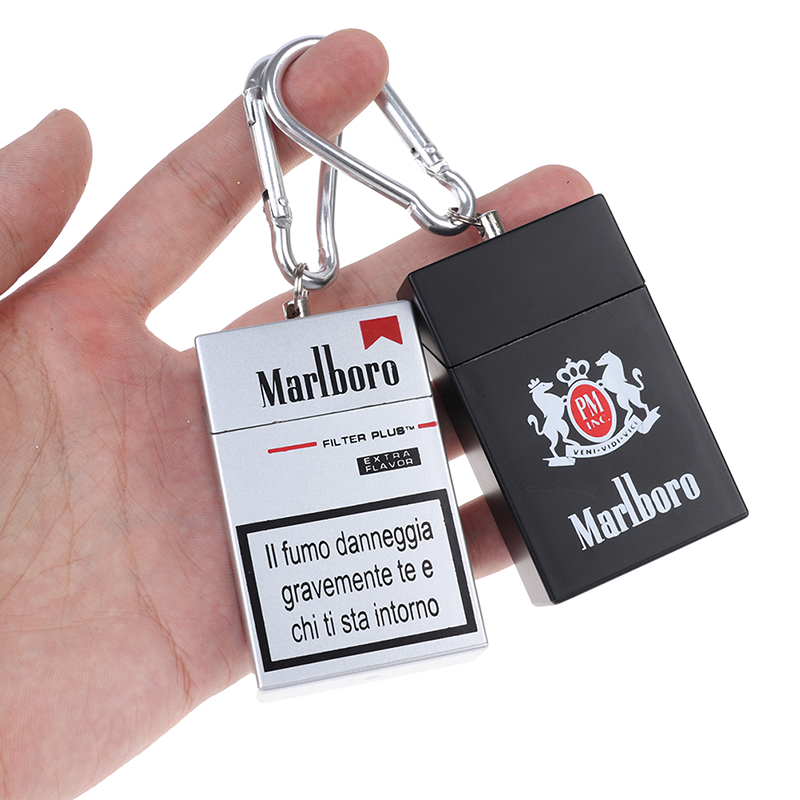 Marlboro
FILTER PLUS™
EXTRA
FLAVOR
Il fumo danneggia
gravemente te e
chi ti sta intorno
PM
INC.
VENI·VIDI·VICI
Marlboro